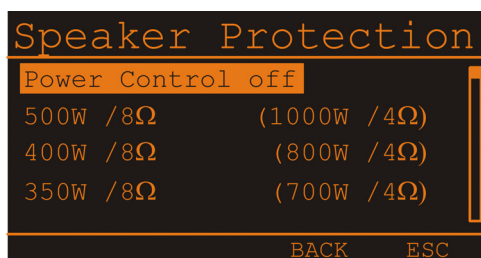 Speaker Protection
Power Control off
500W /8Ω (1000W /4Ω)
400W /8Ω (800W /4Ω)
350W /8Ω (700W /4Ω)
BACK ESC